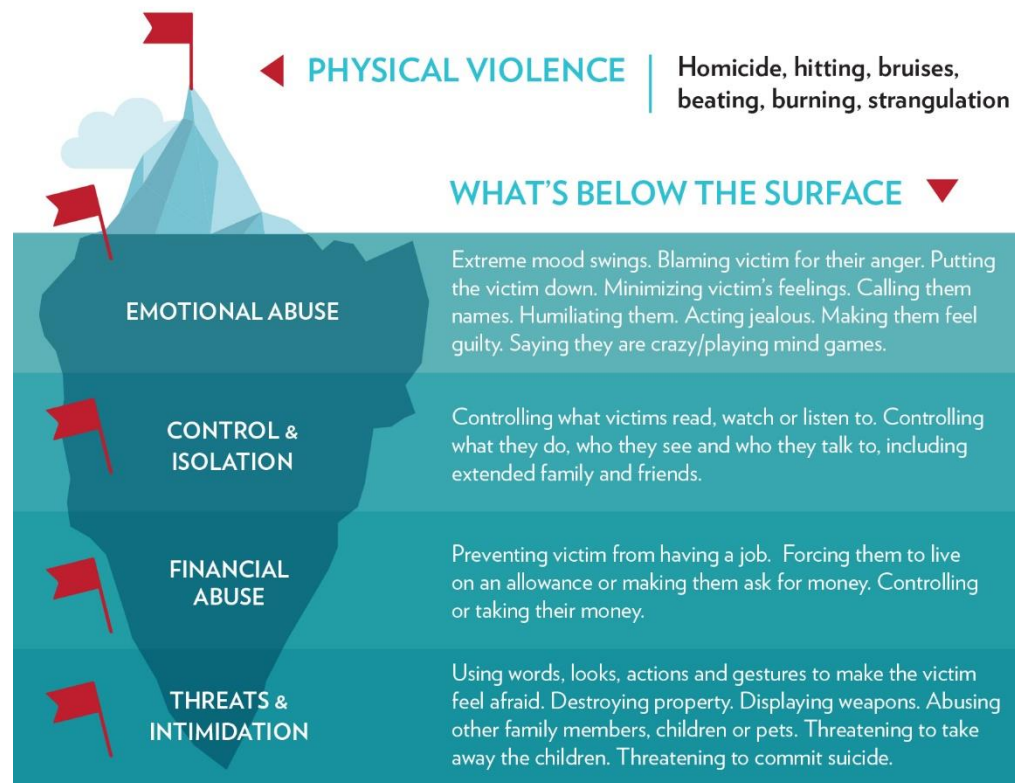 PHYSICAL VIOLENCE
Homicide, hitting, bruises,
beating, burning, strangulation
WHAT'S BELOW THE SURFACE
EMOTIONAL ABUSE
Extreme mood swings. Blaming victim for their anger. Putting
the victim down. Minimizing victim's feelings. Calling them
names. Humiliating them. Acting jealous. Making them feel
guilty. Saying they are crazy/playing mind games.
CONTROL &
ISOLATION
Controlling what victims read, watch or listen to. Controlling
what they do, who they see and who they talk to, including
extended family and friends.
FINANCIAL
ABUSE
Preventing victim from having a job. Forcing them to live
on an allowance or making them ask for money. Controlling
or taking their money.
THREATS &
INTIMIDATION
Using words, looks, actions and gestures to make the victim
feel afraid. Destroying property. Displaying weapons. Abusing
other family members, children or pets. Threatening to take
away the children. Threatening to commit suicide.